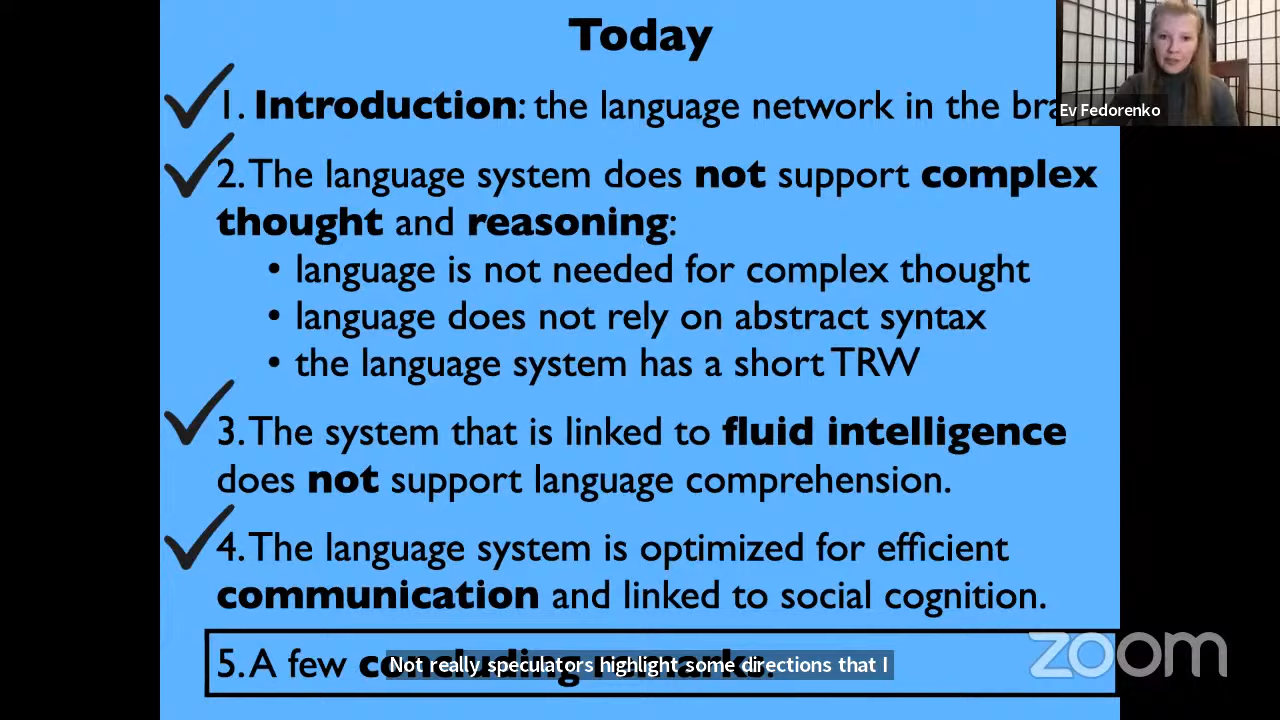 Today
1. Introduction: the language network in the bra
Ev Fedorenko
2. The language system does not support complex
thought and reasoning:
• language is not needed for complex thought
• language does not rely on abstract syntax
• the language system has a short TRW
3. The system that is linked to fluid intelligence
does not support language comprehension.
4. The language system is optimized for efficient
communication and linked to social cognition.
5. A few concluding remarks.
Not really speculators highlight some directions that I
zoom